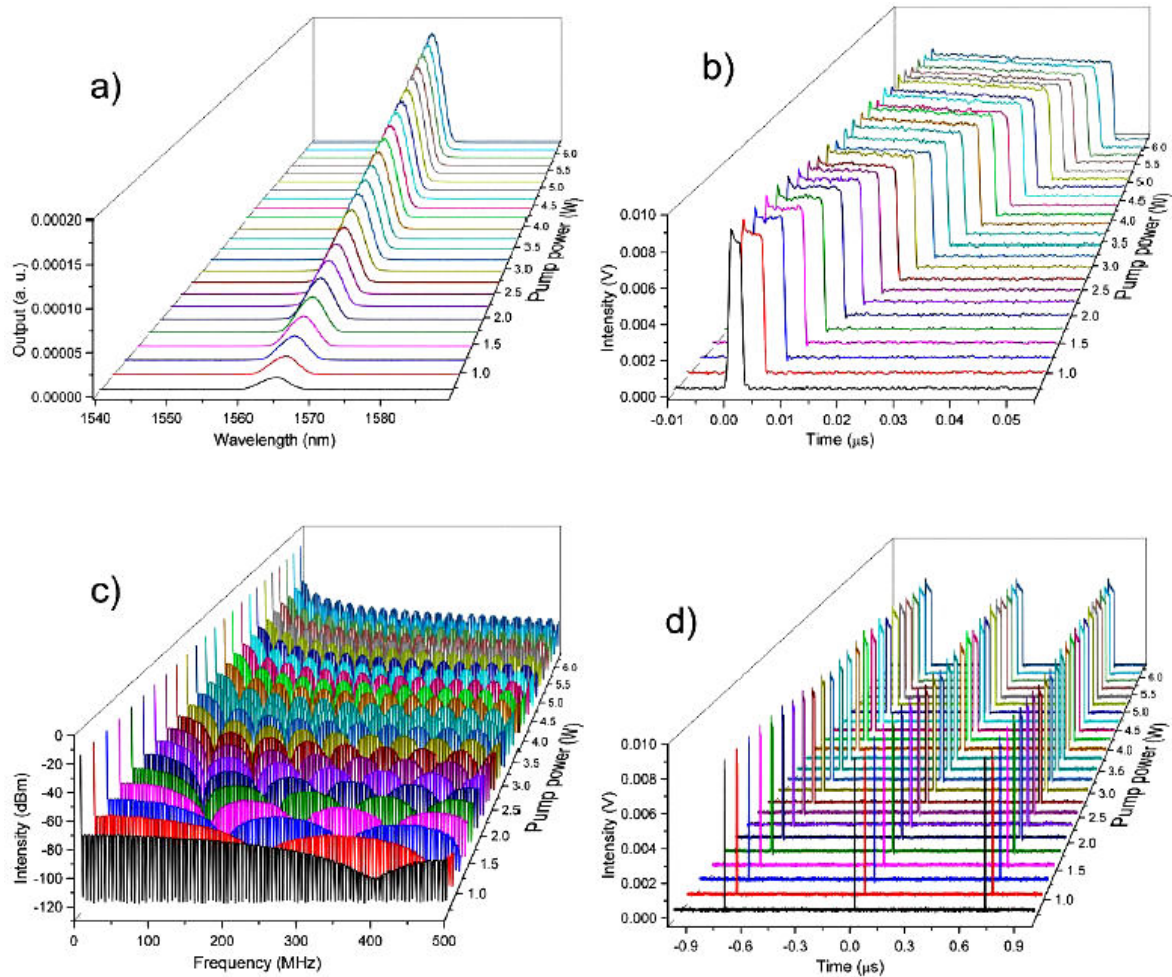 a)
Output (a. u.)
0.00020
0.00015
0.00010
0.00005
0.00000
1540 1550 1560 1570 1580
Wavelength (nm)
1.0 1.5 2.0 2.5 3.0 3.5 4.0 4.5 5.0 5.5 6.0
Pump power (W)
b)
Intensity (V)
0.010
0.008
0.006
0.004
0.002
0.000
-0.01 0.00 0.01 0.02 0.03 0.04 0.05
Time (μs)
1.0 1.5 2.0 2.5 3.0 3.5 4.0 4.5 5.0 5.5 6.0
Pump power (W)
c)
Intensity (dBm)
0
-20
-40
-60
-80
-100
-120
0 100 200 300 400 500
Frequency (MHz)
1.0 1.5 2.0 2.5 3.0 3.5 4.0 4.5 5.0 5.5 6.0
Pump power (W)
d)
Intensity (V)
0.010
0.008
0.006
0.004
0.002
0.000
-0.9 -0.6 -0.3 0.0 0.3 0.6 0.9
Time (μs)
1.0 1.5 2.0 2.5 3.0 3.5 4.0 4.5 5.0 5.5 6.0
Pump power (W)